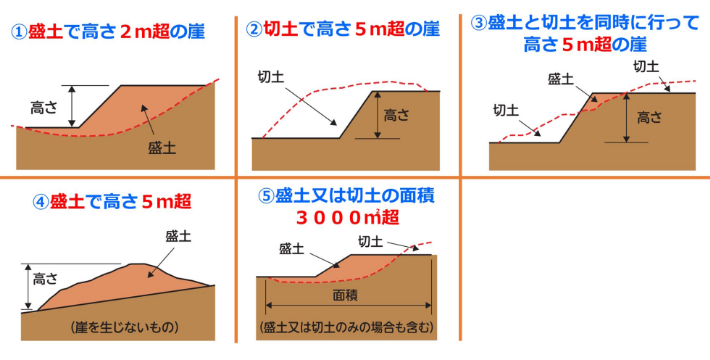 ①盛土で高さ2m超の崖
高さ
盛土
②切土で高さ5m超の崖
切土
高さ
③盛土と切土を同時に行って
高さ5m超の崖
切土
盛土
切土
高さ
④盛土で高さ5m超
盛土
高さ
(崖を生じないもの)
⑤盛土又は切土の面積
3000㎡超
切土
盛土
面積
(盛土又は切土のみの場合も含む)